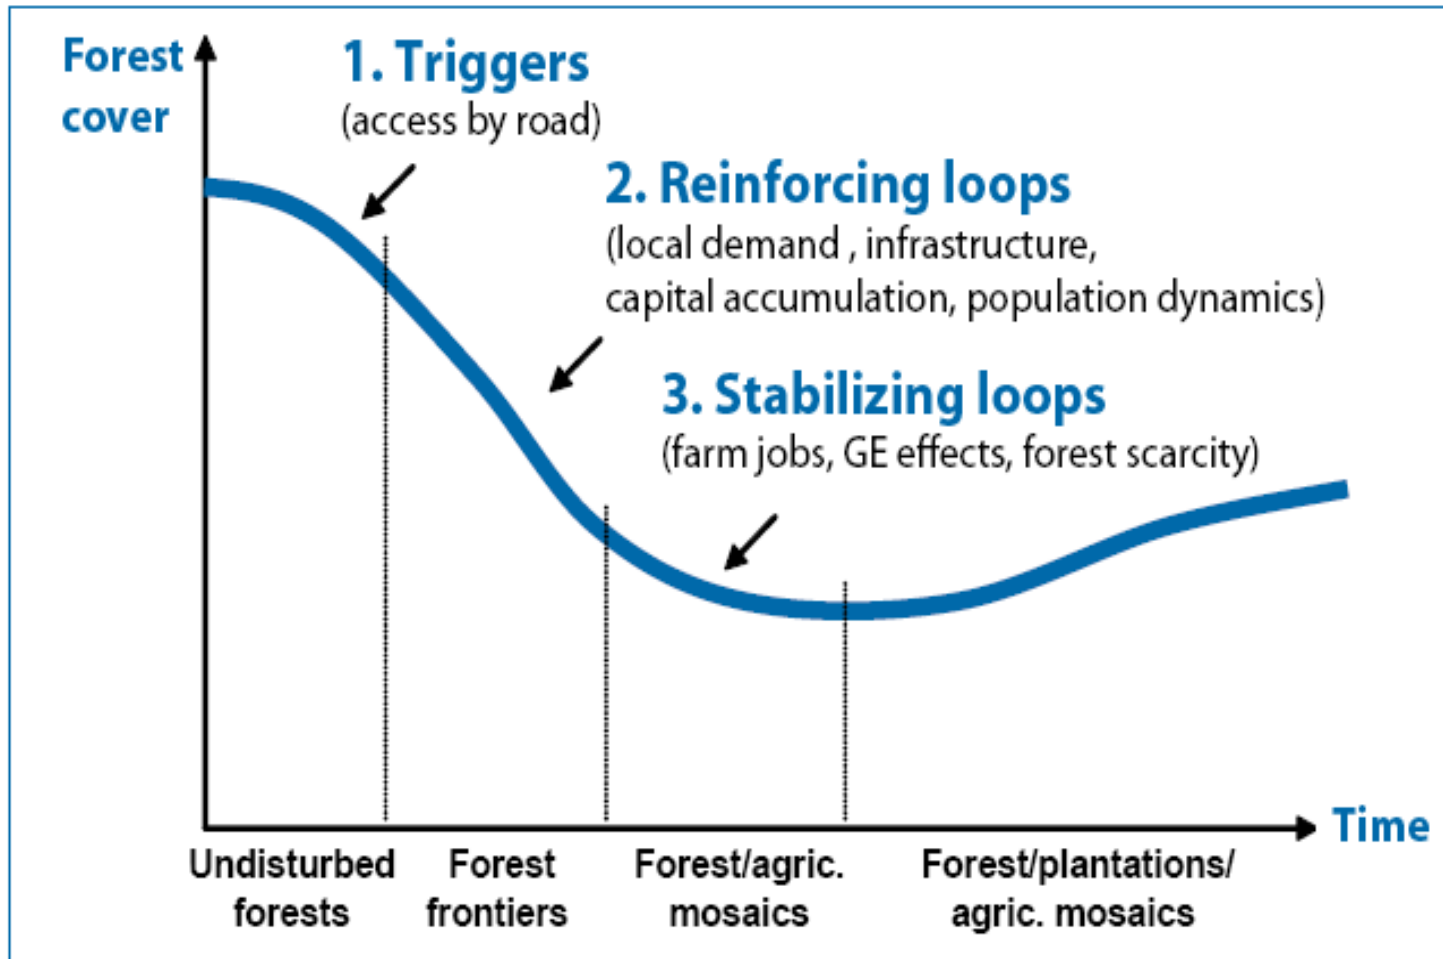 Forest
cover
1. Triggers
(access by road)
2. Reinforcing loops
(local demand , infrastructure,
capital accumulation, population dynamics)
3. Stabilizing loops
(farm jobs, GE effects, forest scarcity)
Time
Undisturbed
forests
Forest
frontiers
Forest/agric.
mosaics
Forest/plantations/
agric. mosaics